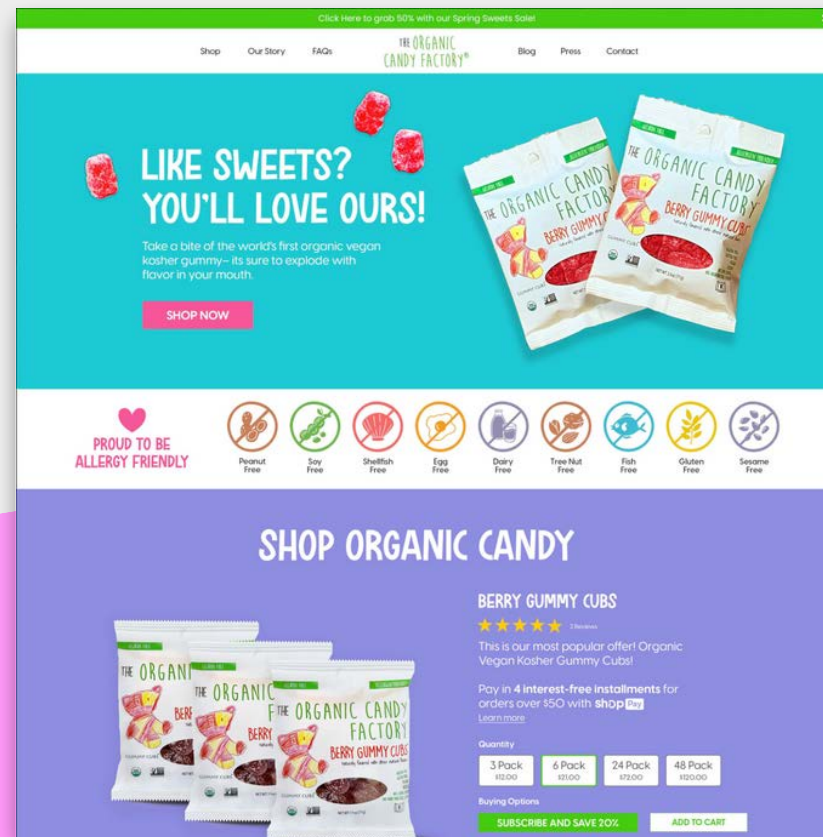 Click Here to grab 50% with our Spring Sweets Sale!
Shop Our Story FAQs
THE ORGANIC
CANDY FACTORY®
Blog Press Contact
LIKE SWEETS?
YOU'LL LOVE OURS!
Take a bite of the world's first organic vegan
kosher gummy– its sure to explode with
flavor in your mouth.
SHOP NOW
THE ORGANIC CANDY
FACTORY
BERRY GUMMY CU
THE ORGANIC CANDY
FACTORY
BERRY GUMMY CUBS
PROUD TO BE
ALLERGY FRIENDLY
Peanut
Free
Soy
Free
Shellfish
Free
Egg
Free
Dairy
Free
Tree Nut
Free
Fish
Free
Gluten
Free
Sesame
Free
SHOP ORGANIC CANDY
THE ORGANI
BERR
THE ORGANIC
BERRY
THE ORGANIC CANDY
FACTORY
BERRY GUMMY CUBS
GUMMY CUBS
BERRY GUMMY CUBS
2 Reviews
This is our most popular offer! Organic
Vegan Kosher Gummy Cubs!
Pay in 4 interest-free installments for
orders over $50 with shop Pay
Learn more
Quantity
3 Pack
$12.00
6 Pack
$21.00
24 Pack
$72.00
48 Pack
$120.00
Buying Options
SUBSCRIBE AND SAVE 20%
ADD TO CART